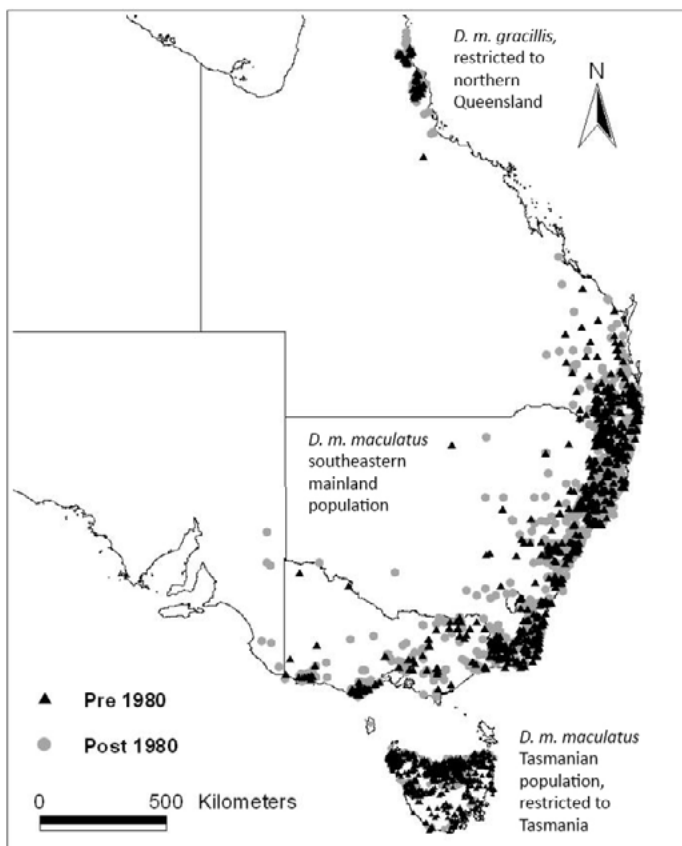 D. m. gracillis,
restricted to
northern
Queensland
N
D. m. maculatus
southeastern
mainland
population
Pre 1980
Post 1980
0 500 Kilometers
D. m. maculatus
Tasmanian
population,
restricted to
Tasmania